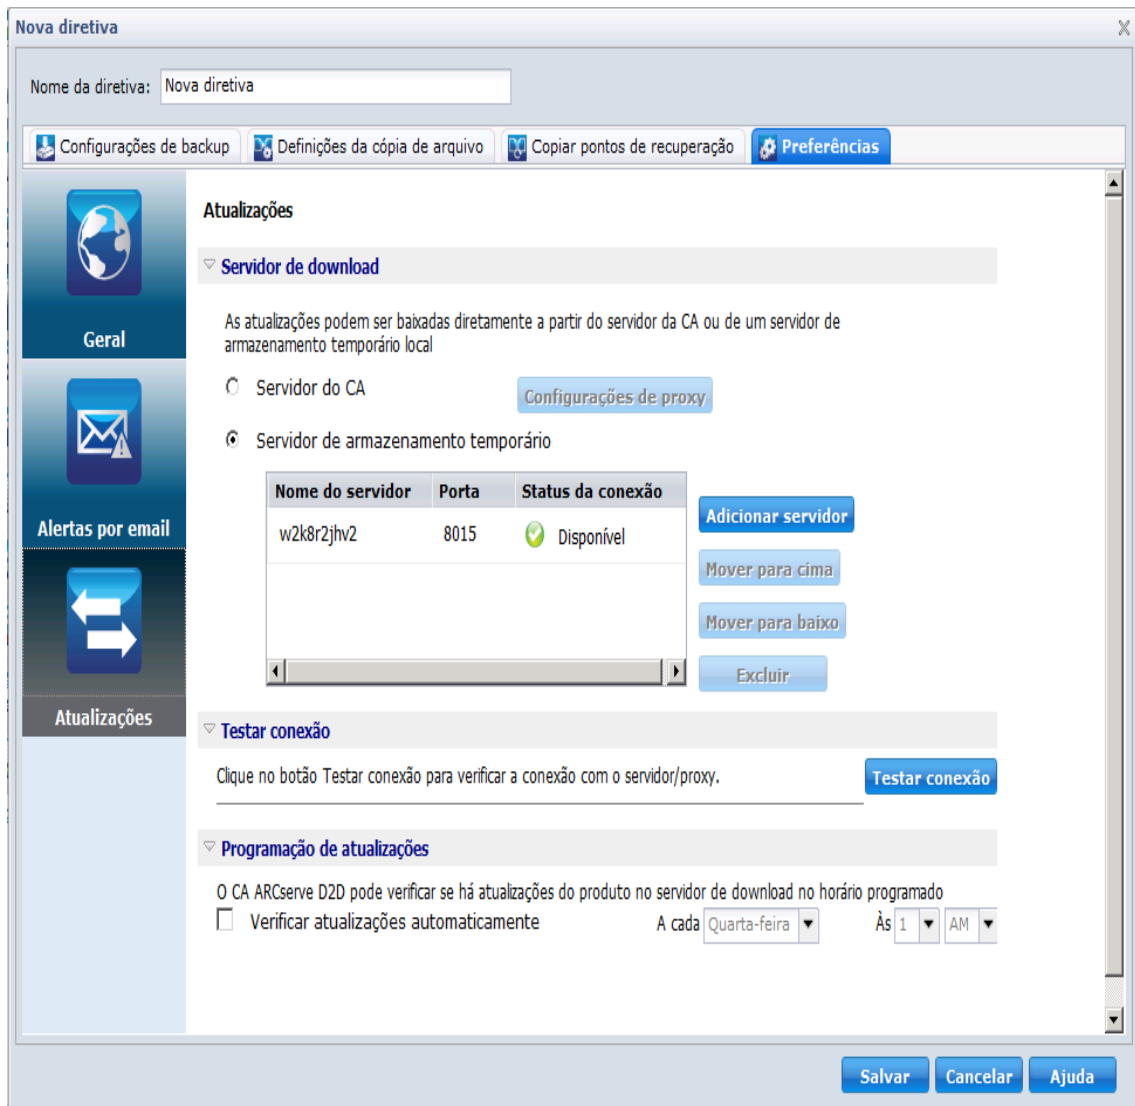 Nova diretiva
Nome da diretiva: Nova diretiva
Configurações de backup
Definições da cópia de arquivo
Copiar pontos de recuperação
Preferências
Geral
Alertas por email
Atualizações
Atualizações
Servidor de download
As atualizações podem ser baixadas diretamente a partir do servidor da CA ou de um servidor de
armazenamento temporário local
Servidor do CA
Configurações de proxy
Servidor de armazenamento temporário
Nome do servidor Porta Status da conexão
w2k8r2jhv2 8015 Disponível
Adicionar servidor
Mover para cima
Mover para baixo
Excluir
Testar conexão
Clique no botão Testar conexão para verificar a conexão com o servidor/proxy.
Testar conexão
Programação de atualizações
O CA ARCserve D2D pode verificar se há atualizações do produto no servidor de download no horário programado
Verificar atualizações automaticamente A cada Quarta-feira Às 1 AM
Salvar Cancelar Ajuda